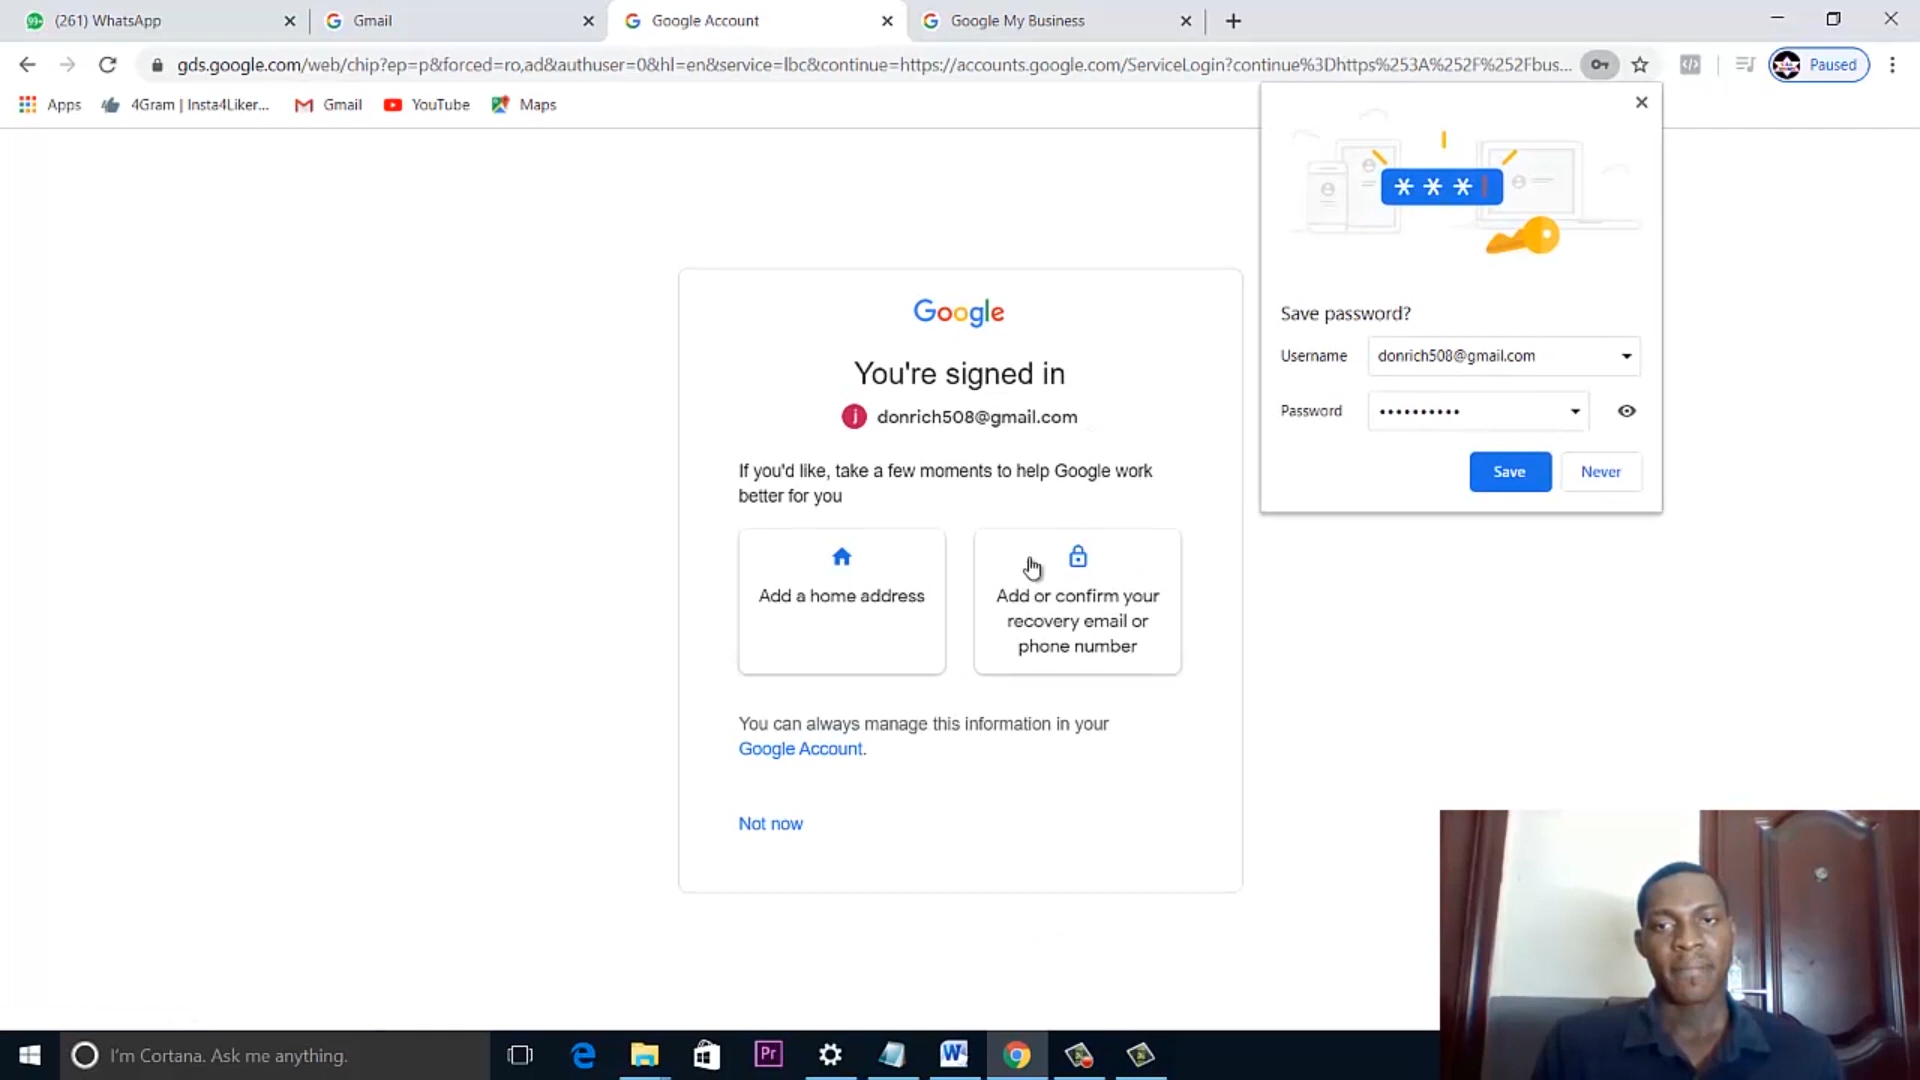 (261) WhatsApp
Gmail
Google Account
Google My Business
gds.google.com/web/chip?ep=p&forced=ro,ad&authuser=0&hl=en&service=lbc&continue=https://accounts.google.com/ServiceLogin?continue%3Dhttps%253A%252F%252Fbus...
Paused
Apps
4Gram | Insta4Liker...
Gmail
YouTube
Maps
* * *
Save password?
Username
donrich508@gmail.com
Password
••••••••••
Save
Never
Google
You're signed in
j
donrich508@gmail.com
If you'd like, take a few moments to help Google work
better for you
Add a home address
Add or confirm your
recovery email or
phone number
You can always manage this information in your
Google Account.
Not now
I'm Cortana. Ask me anything.
Pr
W